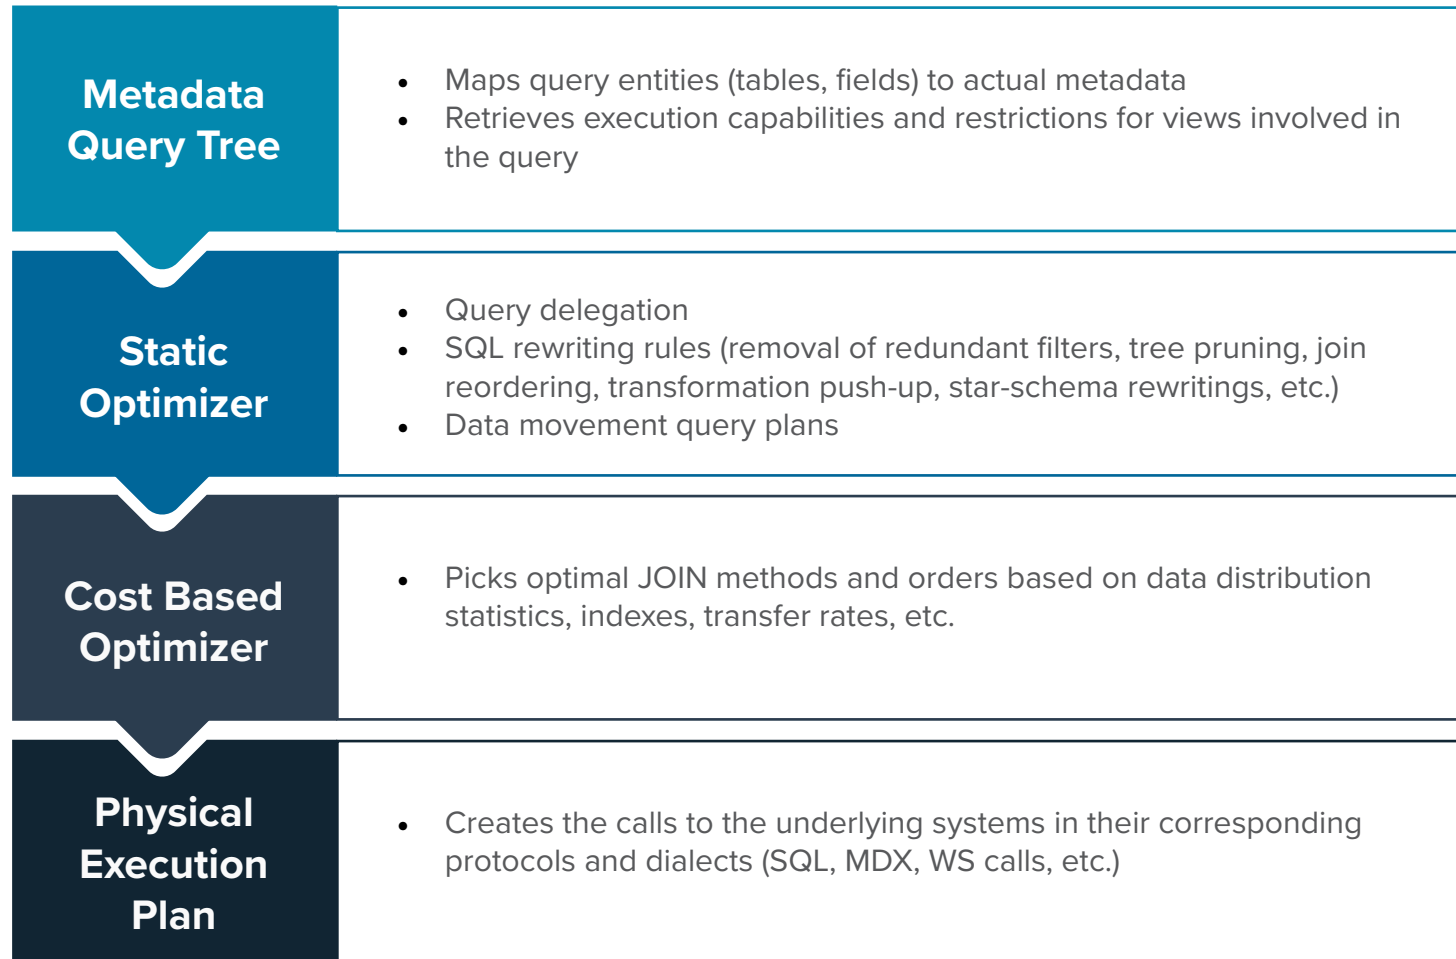 Metadata
Query Tree
• Maps query entities (tables, fields) to actual metadata
• Retrieves execution capabilities and restrictions for views involved in
the query
Static
Optimizer
• Query delegation
• SQL rewriting rules (removal of redundant filters, tree pruning, join
reordering, transformation push-up, star-schema rewritings, etc.)
• Data movement query plans
Cost Based
Optimizer
• Picks optimal JOIN methods and orders based on data distribution
statistics, indexes, transfer rates, etc.
Physical
Execution
Plan
• Creates the calls to the underlying systems in their corresponding
protocols and dialects (SQL, MDX, WS calls, etc.)